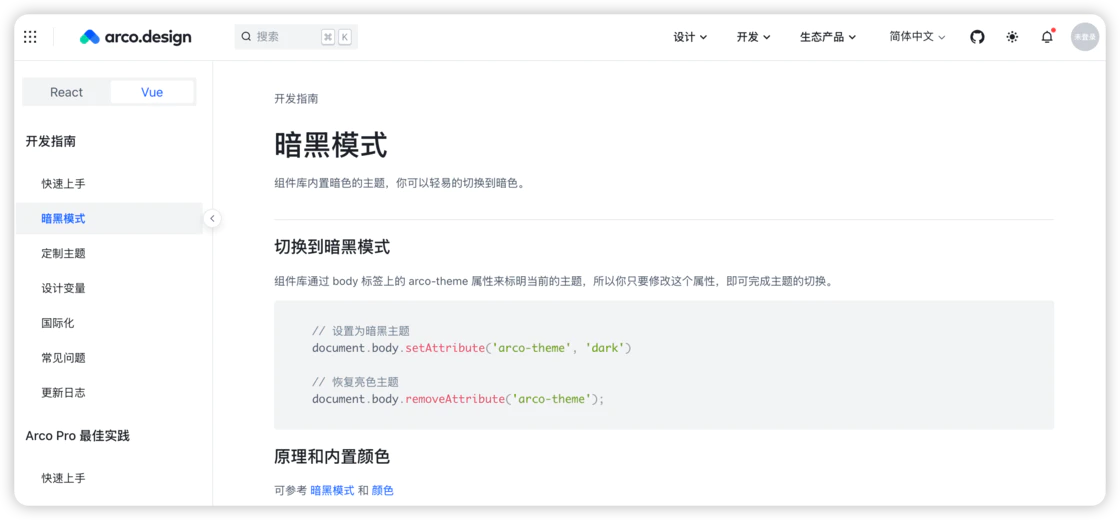 arco.design
搜索
⌘ K
设计
开发
生态产品
简体中文
未登录
React
Vue
开发指南
快速上手
暗黑模式
定制主题
设计变量
国际化
常见问题
更新日志
Arco Pro 最佳实践
快速上手
开发指南
暗黑模式
组件库内置暗色的主题，你可以轻易的切换到暗色。
切换到暗黑模式
组件库通过 body 标签上的 arco-theme 属性来标明当前的主题，所以你只要修改这个属性，即可完成主题的切换。
// 设置为暗黑主题
document.body.setAttribute('arco-theme', 'dark')
// 恢复亮色主题
document.body.removeAttribute('arco-theme');
原理和内置颜色
可参考 暗黑模式 和 颜色